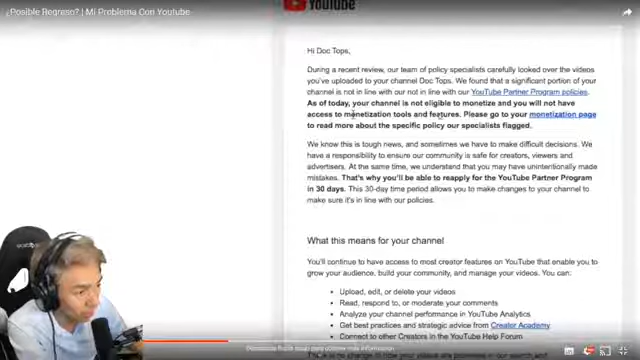 ¿Posible Regreso? | Mi Problema Con Youtube
YouTube
Hi Doc Tops,
During a recent review, our team of policy specialists carefully looked over the videos
you've uploaded to your channel Doc Tops. We found that a significant portion of your
channel is not in line with our not in line with our YouTube Partner Program policies.
As of today, your channel is not eligible to monetize and you will not have
access to monetization tools and features. Please go to your monetization page
to read more about the specific policy our specialists flagged.
We know this is tough news, and sometimes we have to make difficult decisions. We
have a responsibility to ensure our community is safe for creators, viewers and
advertisers. At the same time, we understand that you may have unintentionally made
mistakes. That's why you'll be able to reapply for the YouTube Partner Program
in 30 days. This 30-day time period allows you to make changes to your channel to
make sure it's in line with our policies.
What this means for your channel
You'll continue to have access to most creator features on YouTube that enable you to
grow your audience, build your community, and manage your videos. You can:
• Upload, edit, or delete your videos
• Read, respond to, or moderate your comments
• Analyze your channel performance in YouTube Analytics
• Get best practices and strategic advice from Creator Academy
• Connect to other Creators in the YouTube Help Forum